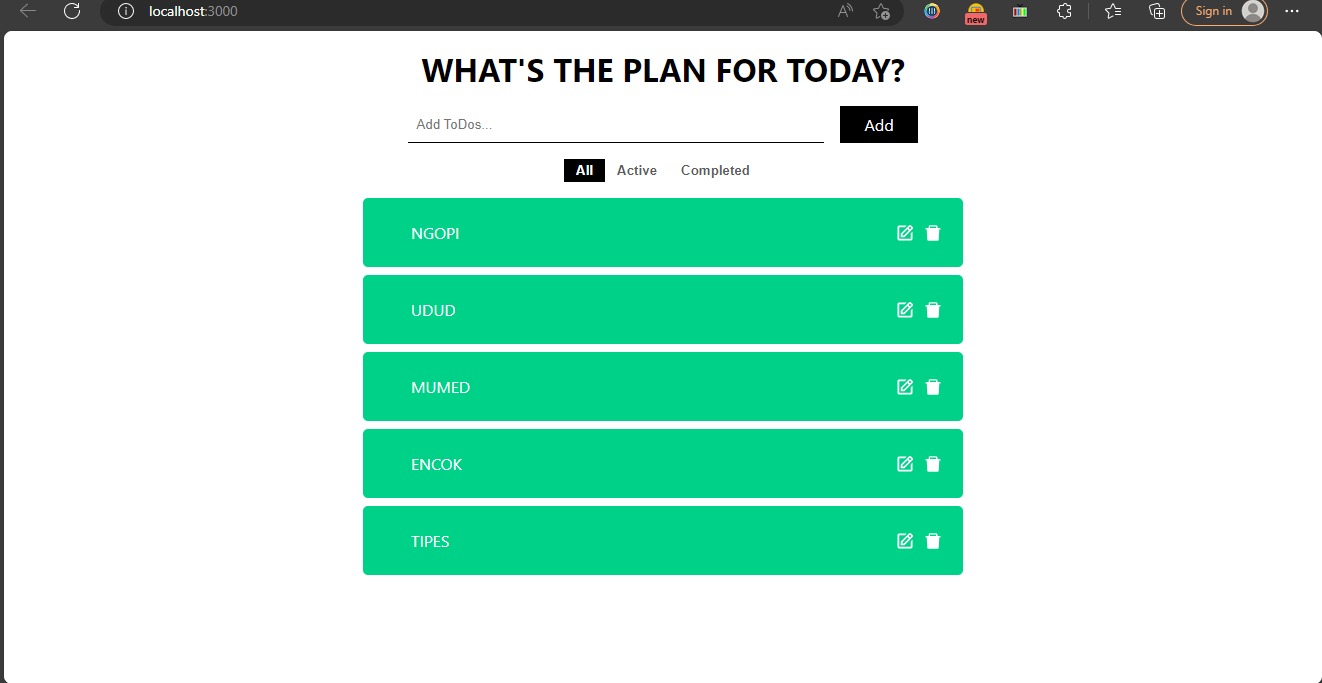 localhost:3000
new
Sign in
WHAT'S THE PLAN FOR TODAY?
Add ToDos...
Add
All Active Completed
NGOPI
UDUD
MUMED
ENCOK
TIPES